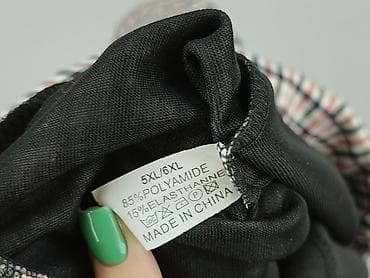 5XL/6XL
85%POLYAMIDE
15%ELASTHANNE
MADE IN CHINA